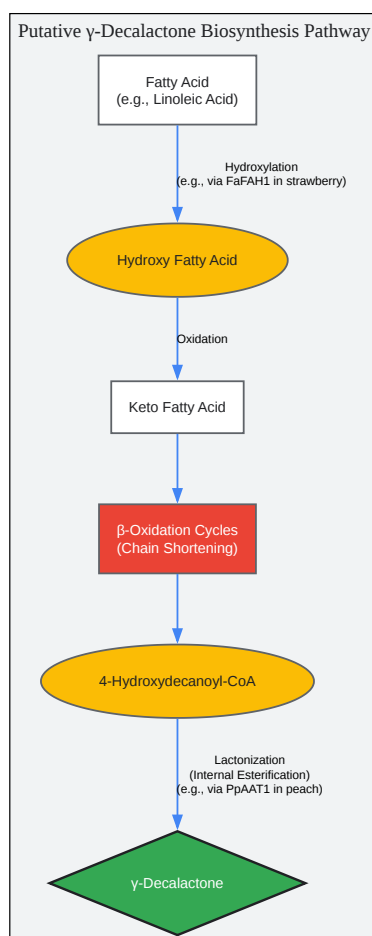 Putative γ-Decalactone Biosynthesis Pathway
Fatty Acid
(e.g., Linoleic Acid)
Hydroxylation
(e.g., via FaFAH1 in strawberry)
Hydroxy Fatty Acid
Oxidation
Keto Fatty Acid
β-Oxidation Cycles
(Chain Shortening)
4-Hydroxydecanoyl-CoA
Lactonization
(Internal Esterification)
(e.g., via PpAAT1 in peach)
γ-Decalactone